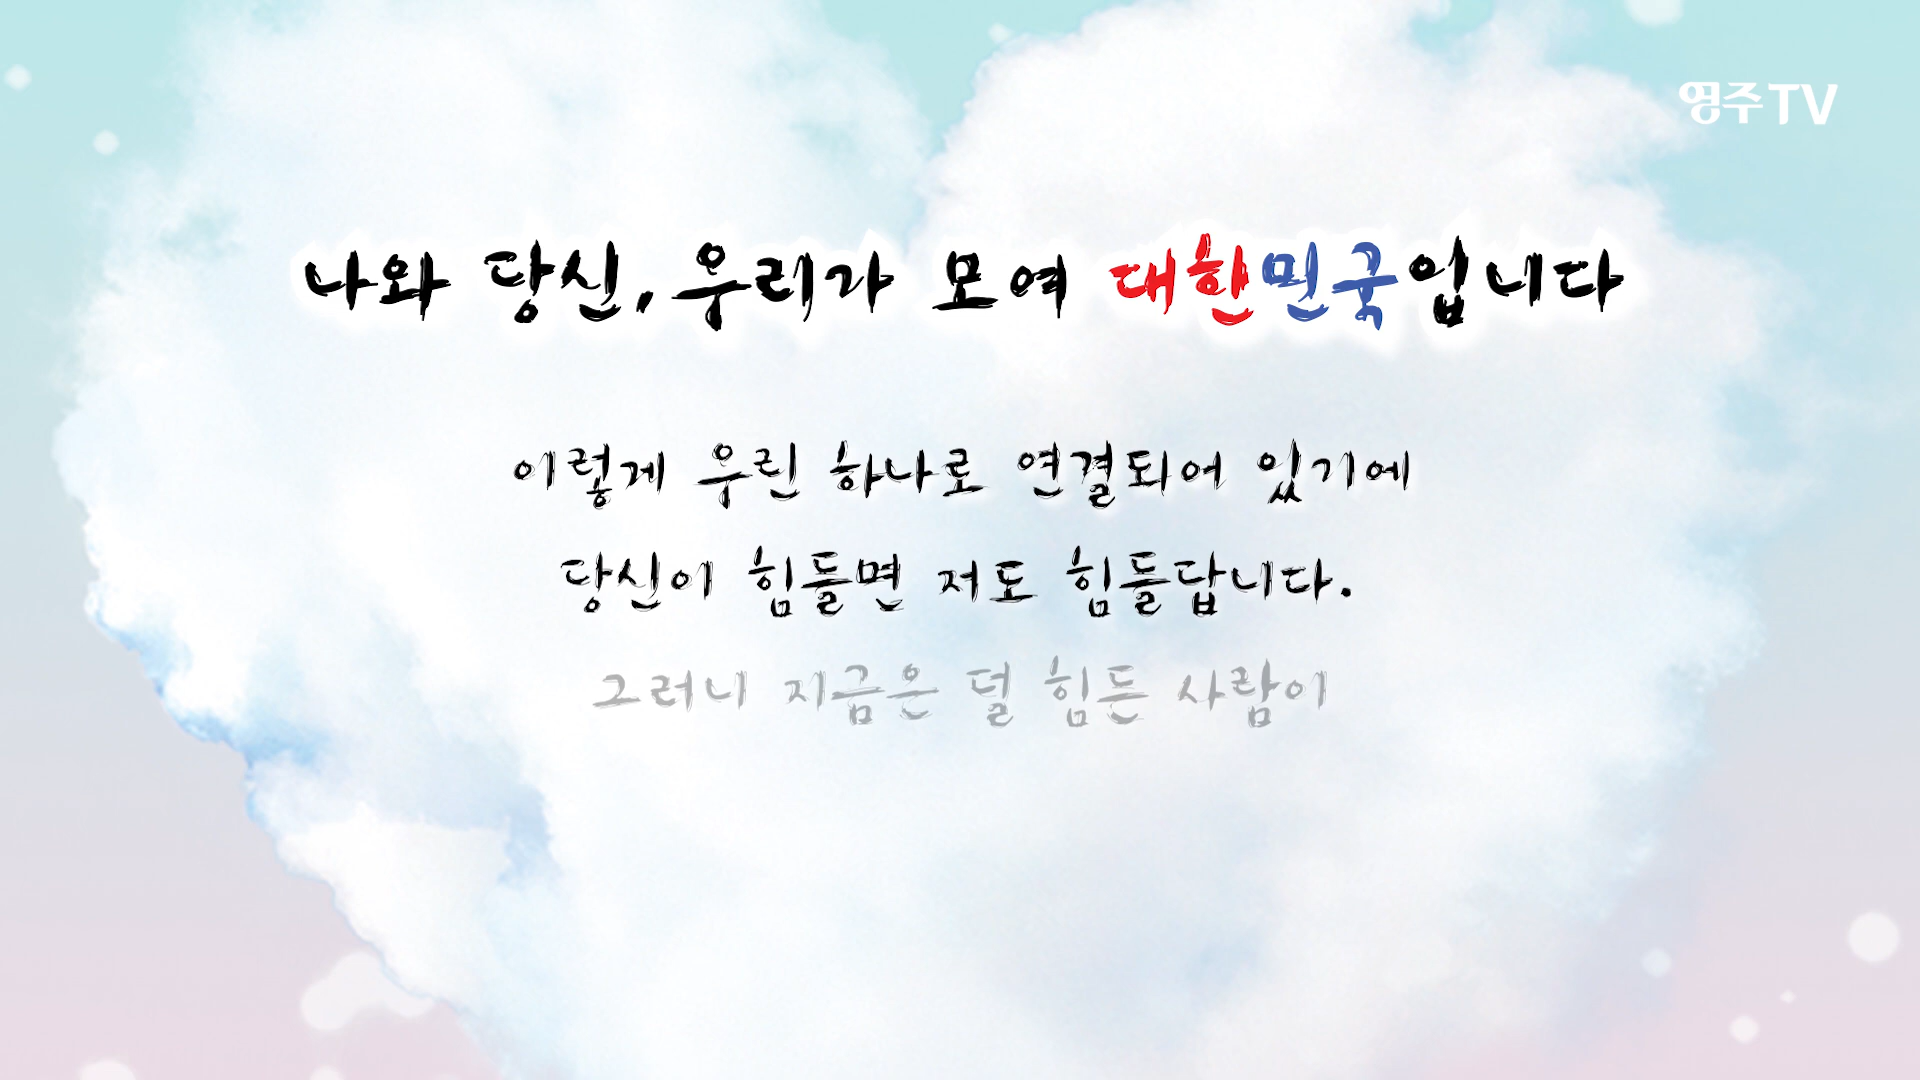 영주TV
나와 당신,우리가 모여 대한민국입니다
이렇게 우린 하나로 연결되어 있기에
당신이 힘들면 저도 힘들답니다.
그러니 지금은 덜 힘든 사람이